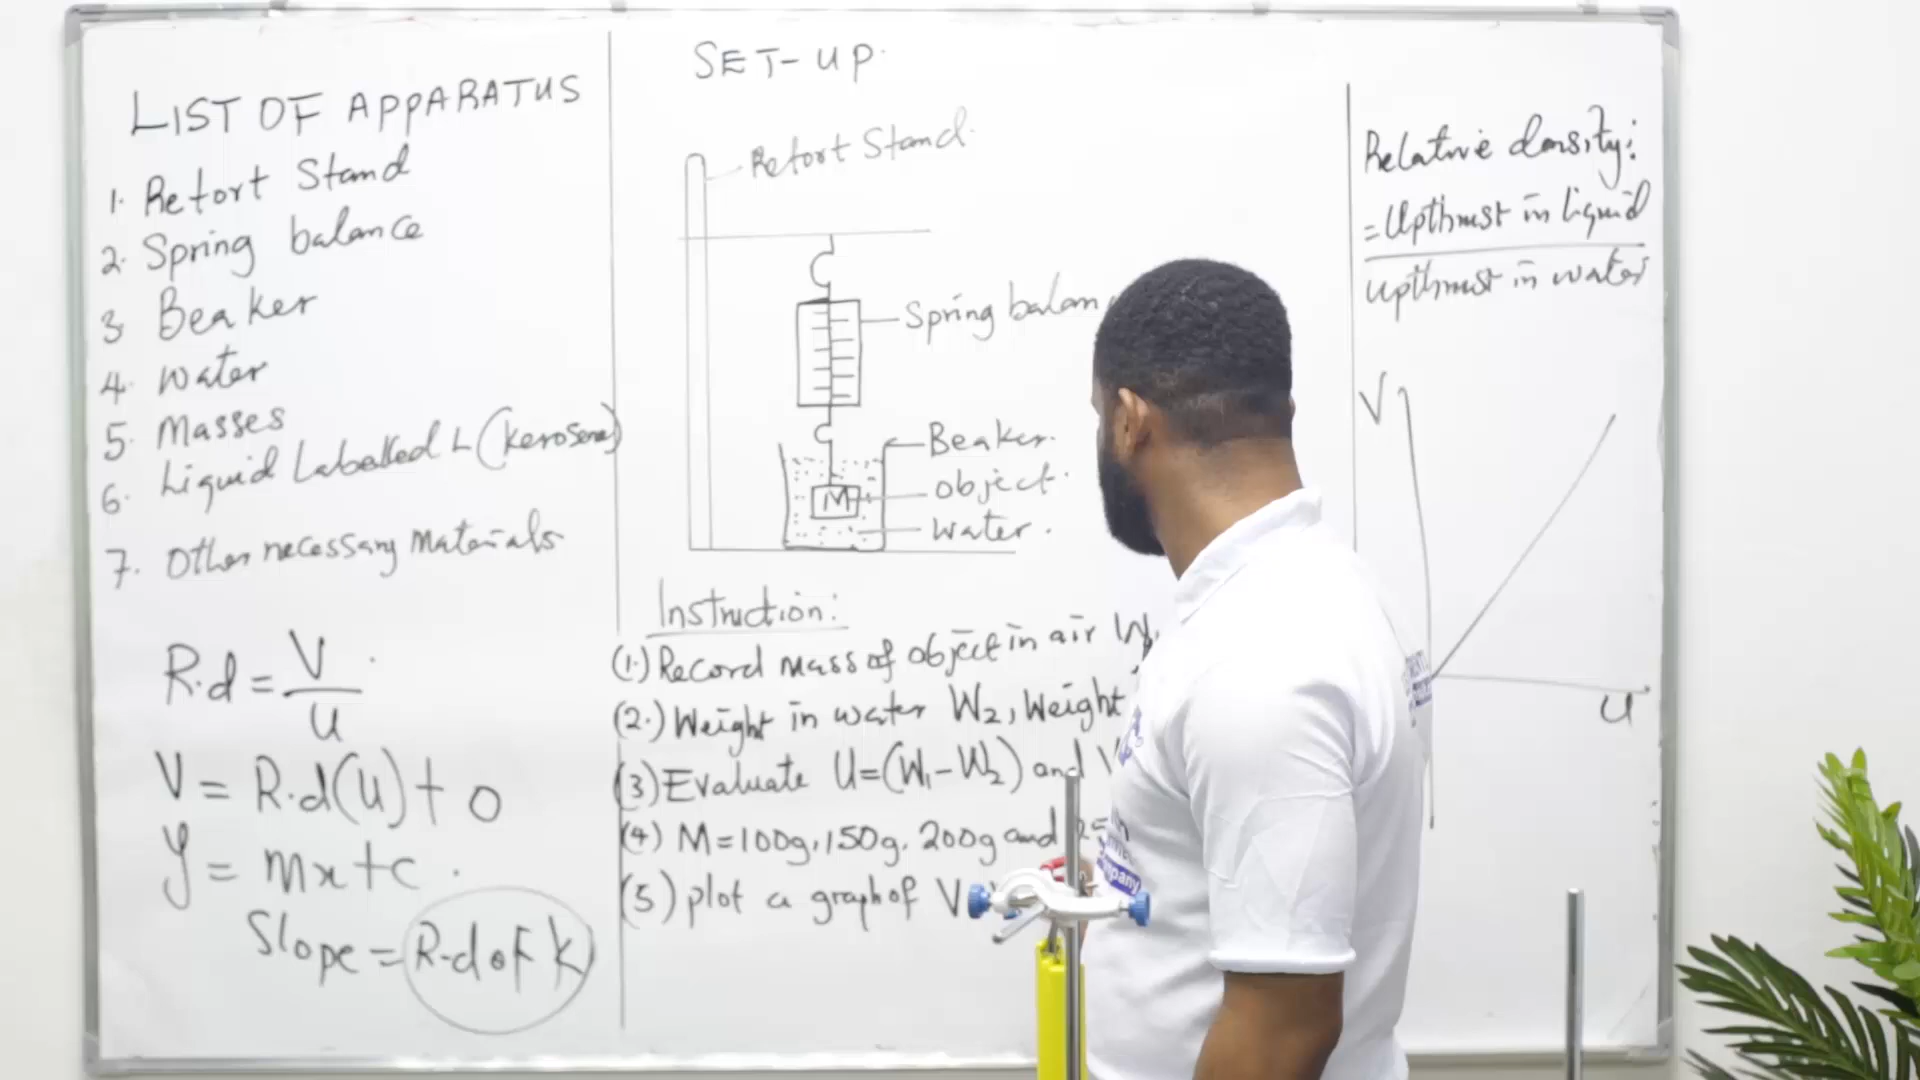 LIST OF APPARATUS
1. Retort Stand
2. Spring balance
3 Beaker
4. Water
5. Masses
6. Liquid Labelled L (kerosene)
7. Other necessary Materials
R.d = V/U
V = R.d(U) + 0
y = mx + c.
Slope = R.d of k
SET-UP.
Retort Stand.
Spring balan
Beaker.
M
object.
water.
Instruction:
(1.) Record mass of object in air W
(2.) Weight in water W2, Weight
(3) Evaluate U=(W1-W2) and V
(4) M=100g, 150g, 200g and
(5) plot a graph of V
Relative density:
= Upthrust in liquid
upthrust in water
V
U
pany